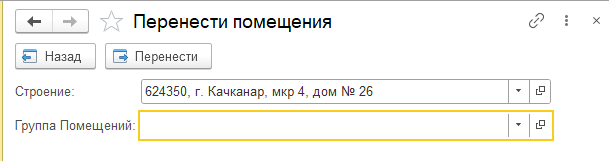 Перенести помещения
Назад Перенести
Строение: 624350, г. Качканар, мкр 4, дом № 26
Группа Помещений: